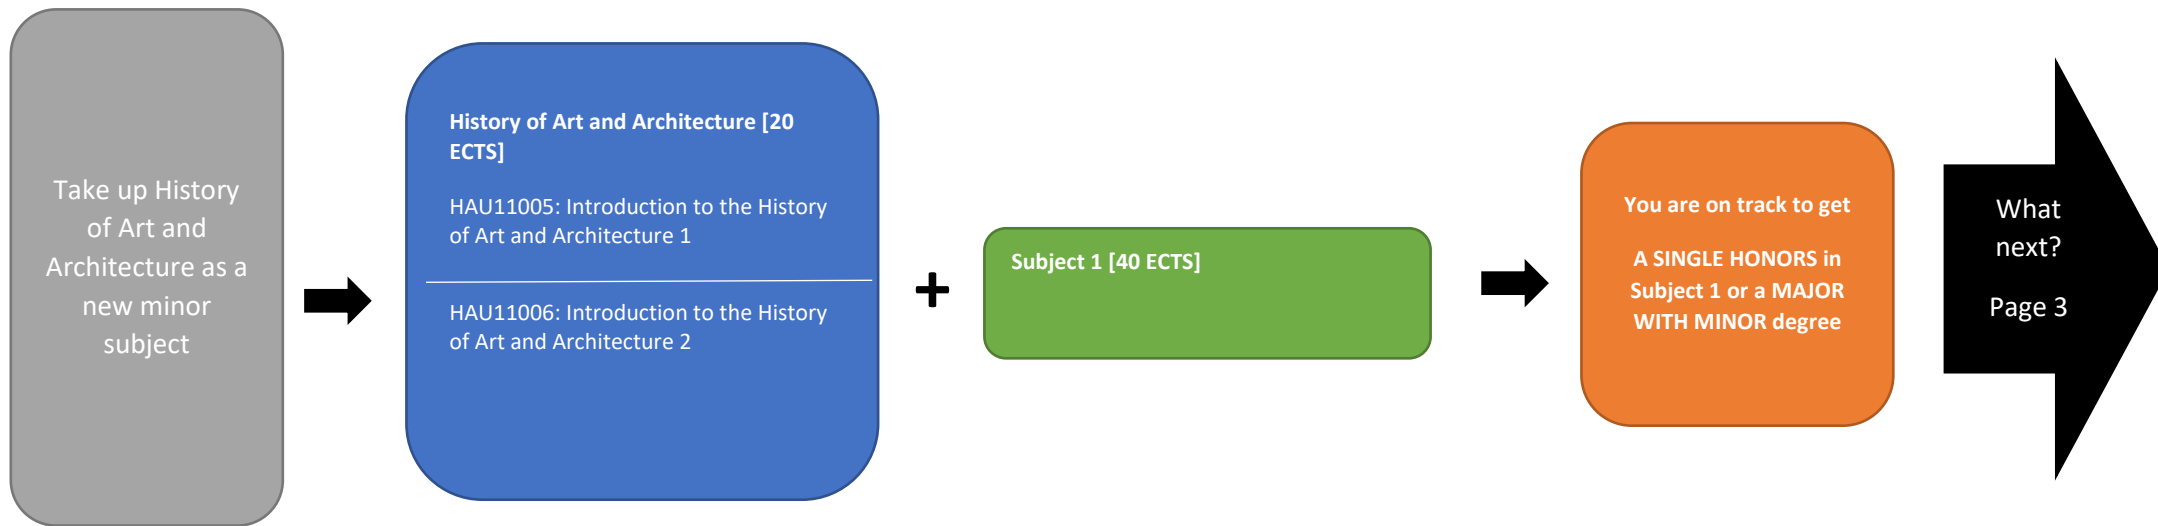 Take up History
of Art and
Architecture as a
new minor
subject
History of Art and Architecture [20
ECTS]
HAU11005: Introduction to the History
of Art and Architecture 1
HAU11006: Introduction to the History
of Art and Architecture 2
+
Subject 1 [40 ECTS]
You are on track to get
A SINGLE HONORS in
Subject 1 or a MAJOR
WITH MINOR degree
What
next?
Page 3